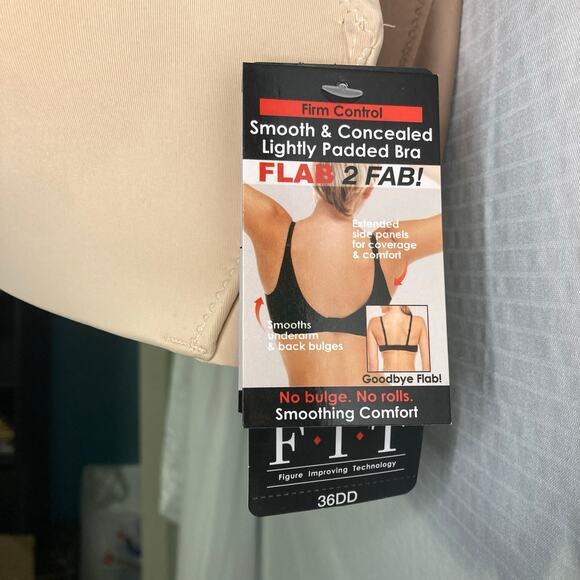 Firm Control
Smooth & Concealed
Lightly Padded Bra
FLAB 2 FAB!
Extended
side panels
for coverage
& comfort
Smooths
underarm
& back bulges
Goodbye Flab!
No bulge. No rolls.
Smoothing Comfort
F·I·T
Figure Improving Technology
36DD